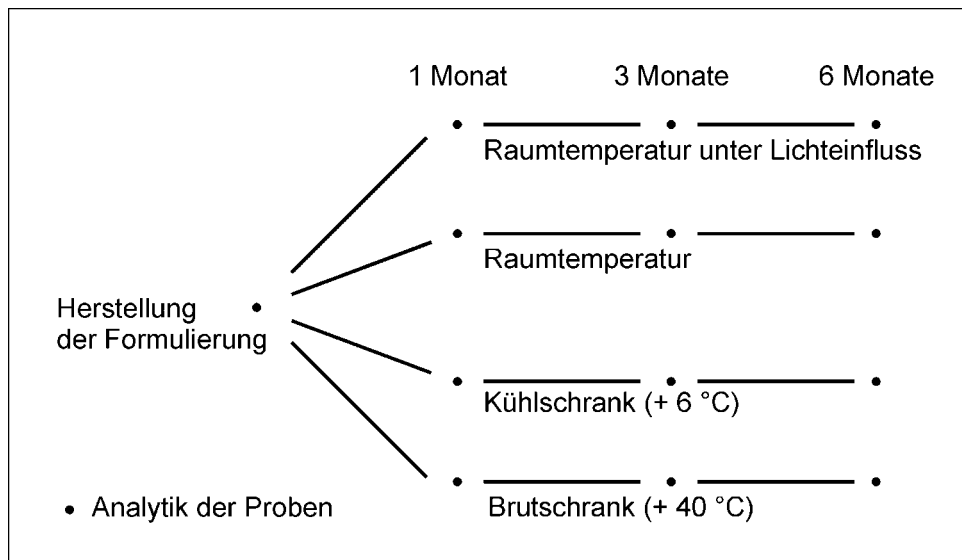 1 Monat 3 Monate 6 Monate
Raumtemperatur unter Lichteinfluss
Raumtemperatur
Herstellung
der Formulierung
Kühlschrank (+ 6 °C)
• Analytik der Proben
Brutschrank (+ 40 °C)